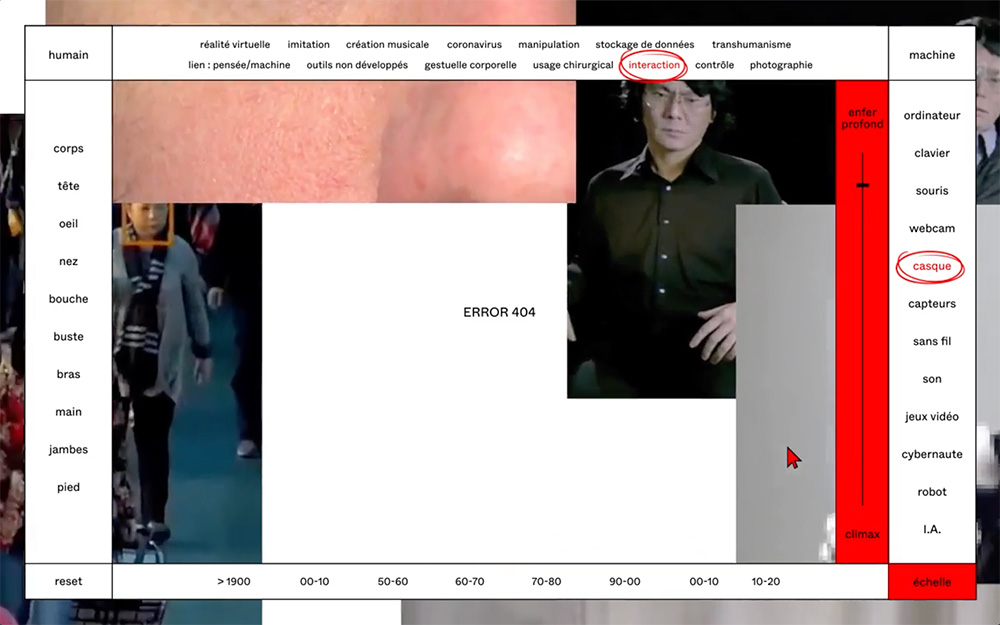 humain
réalité virtuelle imitation création musicale coronavirus manipulation stockage de données transhumanisme
lien : pensée/machine outils non développés gestuelle corporelle usage chirurgical interaction contrôle photographie
machine
corps
tête
oeil
nez
bouche
buste
bras
main
jambes
pied
ERROR 404
enfer
profond
climax
ordinateur
clavier
souris
webcam
casque
capteurs
sans fil
son
jeux vidéo
cybernaute
robot
I.A.
reset
> 1900 00-10 50-60 60-70 70-80 90-00 00-10 10-20
échelle